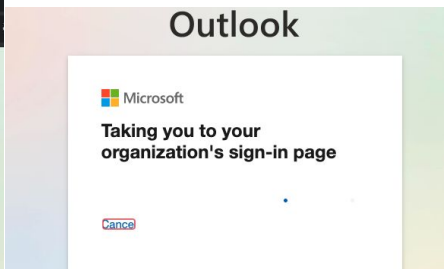 Outlook
Microsoft
Taking you to your
organization's sign-in page
Cancel